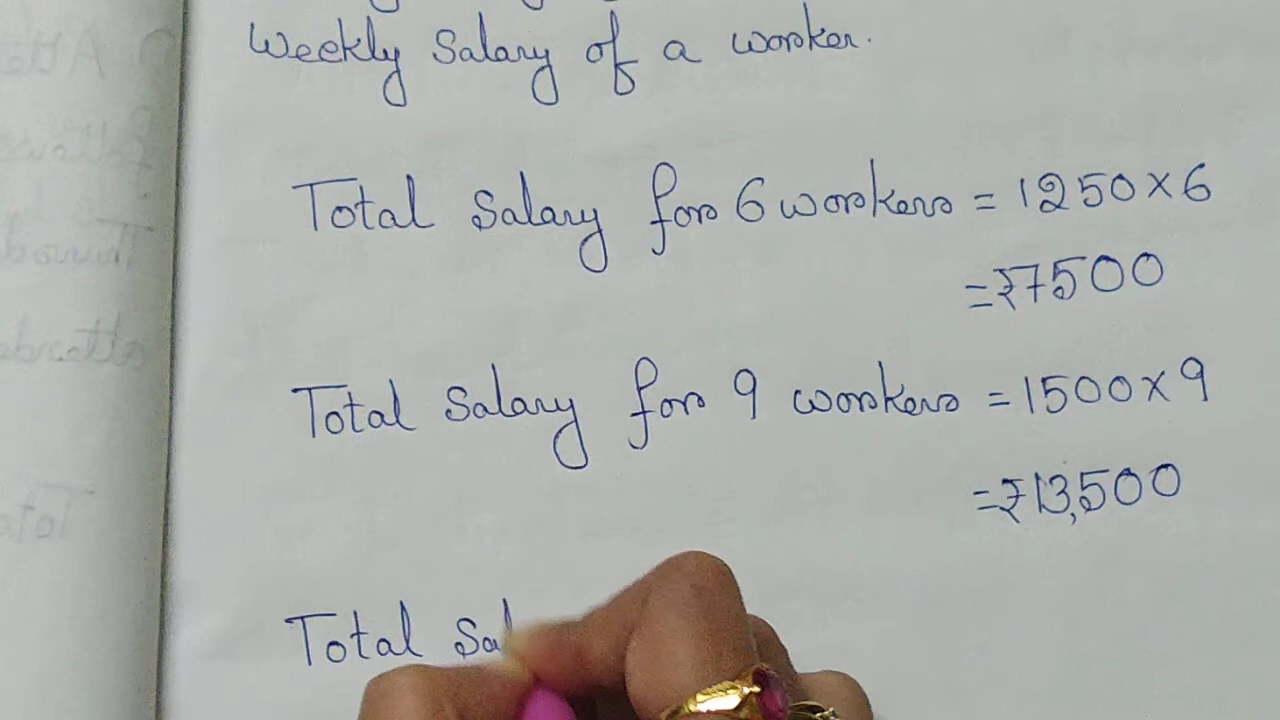 Weekly Salary of a worker.
Total Salary for 6 workers = 1250 × 6
= ₹7500
Total Salary for 9 workers = 1500 × 9
= ₹13,500
Total Sal